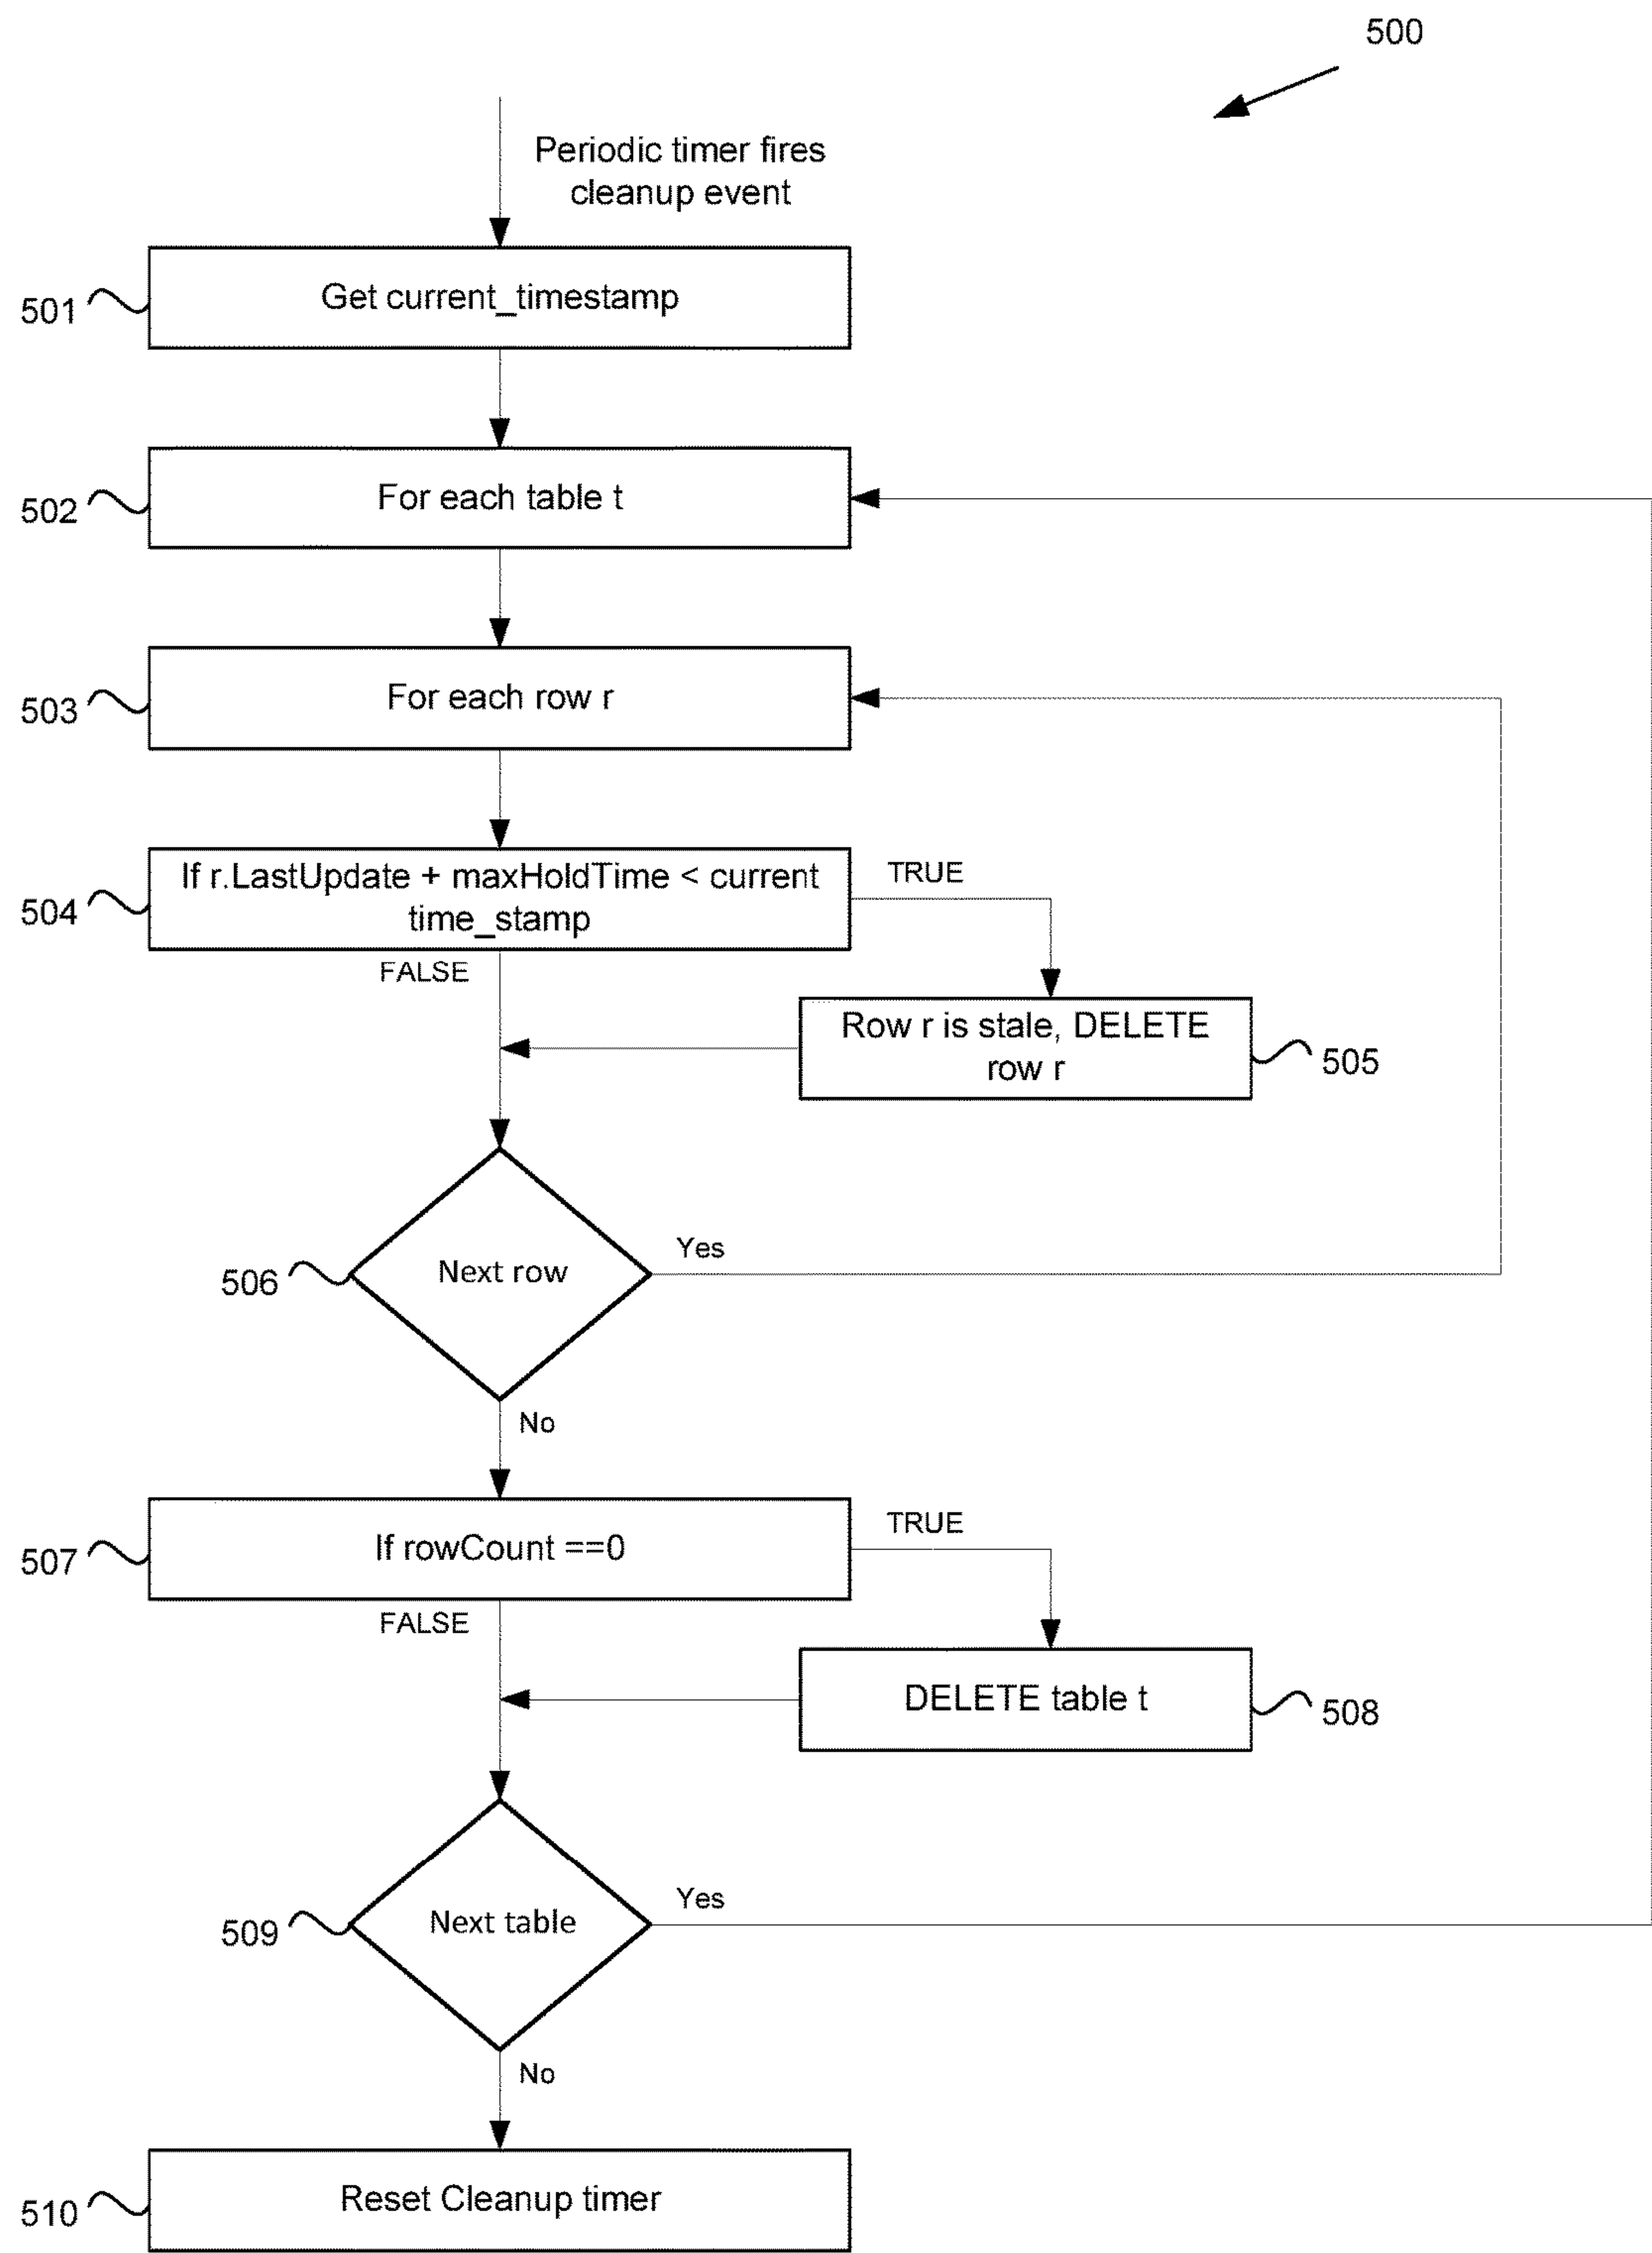 500
Periodic timer fires
cleanup event
501
Get current_timestamp
502
For each table t
503
For each row r
504
If r.LastUpdate + maxHoldTime < current
time_stamp
TRUE
FALSE
Row r is stale, DELETE
row r
505
506
Next row
Yes
No
507
If rowCount ==0
TRUE
FALSE
DELETE table t
508
509
Next table
Yes
No
510
Reset Cleanup timer